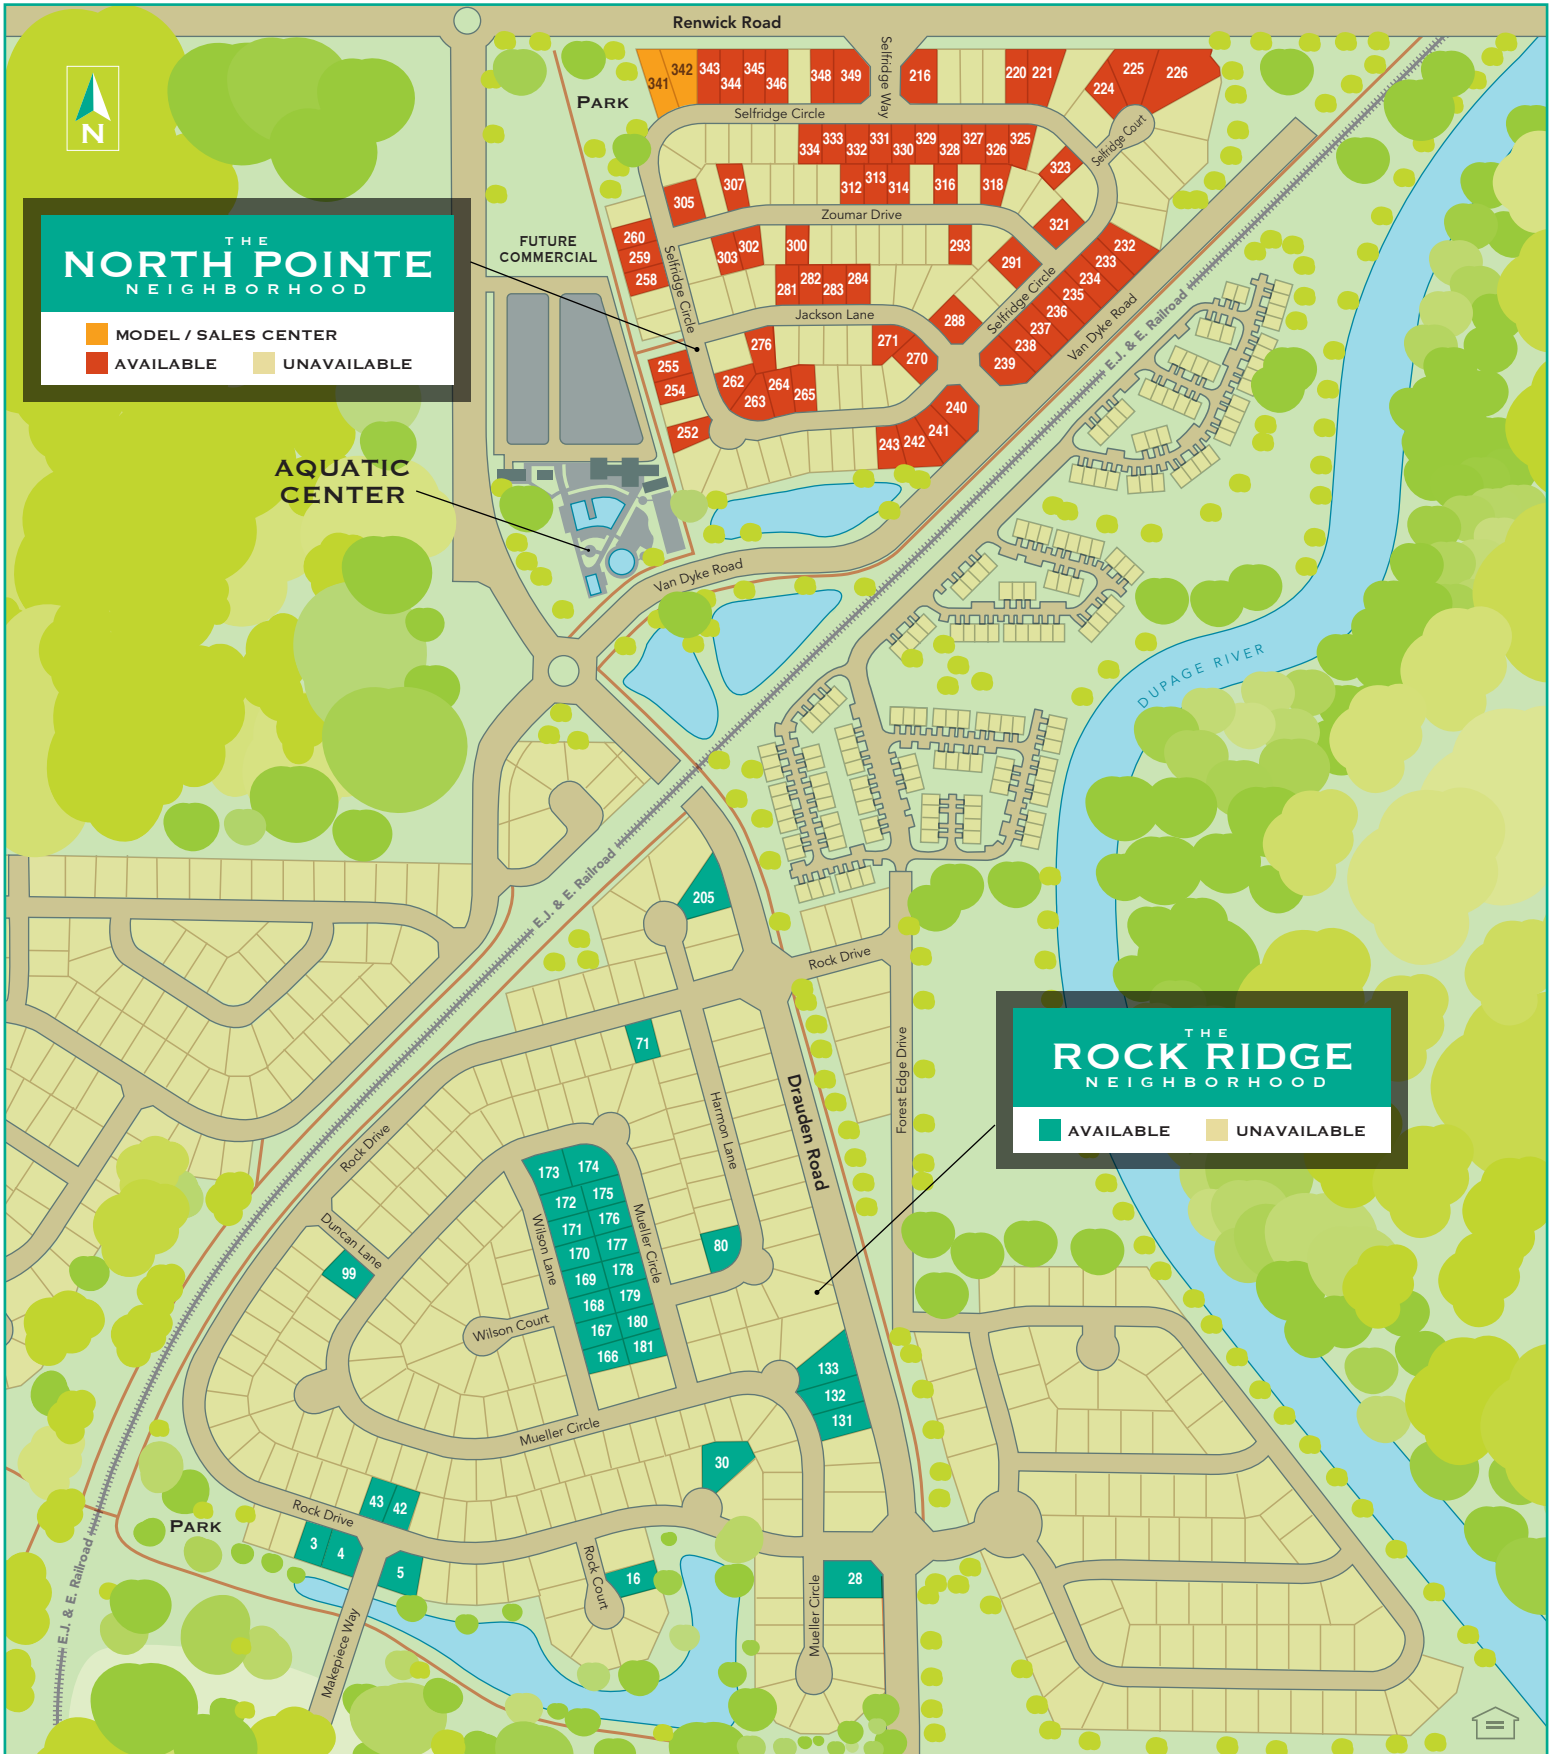 Renwick Road
Selfridge Way
341
342
343
344
345
346
348
349
216
220
221
224
225
226
PARK
Selfridge Circle
Selfridge Court
N
334
333
332
331
330
329
328
327
326
325
323
305
307
312
313
314
316
318
321
Zoumar Drive
THE
NORTH POINTE
NEIGHBORHOOD
MODEL / SALES CENTER
AVAILABLE
UNAVAILABLE
FUTURE
COMMERCIAL
260
259
258
Selfridge Circle
303
302
300
293
291
232
233
234
235
236
237
238
239
281
282
283
284
288
Selfridge Circle
Van Dyke Road
E.J. & E. Railroad
Jackson Lane
276
271
270
255
254
252
262
263
264
265
240
241
242
243
AQUATIC
CENTER
Van Dyke Road
DUPAGE RIVER
E.J. & E. Railroad
205
Rock Drive
71
Forest Edge Drive
Harmon Lane
Drauden Road
THE
ROCK RIDGE
NEIGHBORHOOD
AVAILABLE
UNAVAILABLE
Rock Drive
Duncan Lane
99
173
174
172
175
171
176
170
177
169
178
168
179
167
180
166
181
Wilson Lane
Mueller Circle
80
Wilson Court
133
132
131
Mueller Circle
30
43
42
Rock Drive
PARK
3
4
5
Rock Court
16
28
Mueller Circle
Makepiece Way
E.J. & E. Railroad